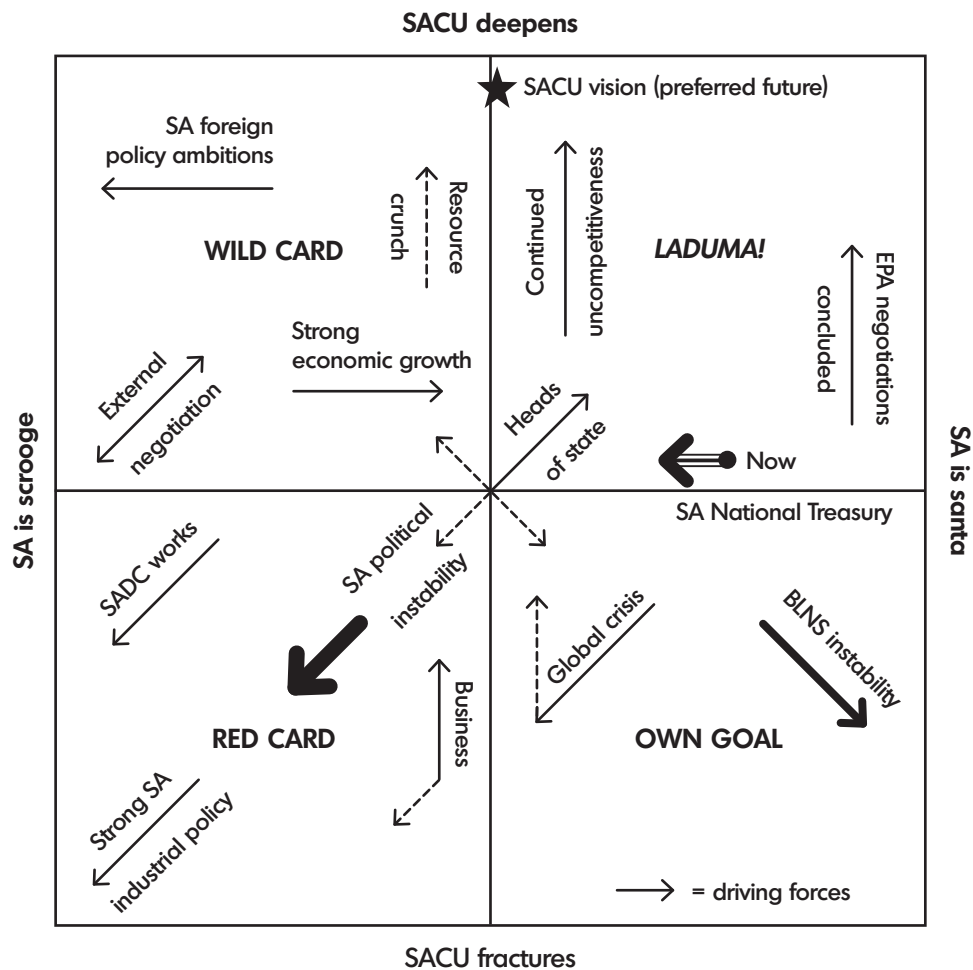 SACU deepens
SACU vision (preferred future)
SA foreign
policy ambitions
Resource
crunch
Continued
uncompetitiveness
WILD CARD
LADUMA!
EPA negotiations
concluded
Strong
economic growth
External
negotiation
Heads
of state
Now
SA is scrooge
SA is santa
SA National Treasury
SADC works
SA political
instability
Global crisis
BLNS instability
Business
RED CARD
OWN GOAL
Strong SA
industrial policy
= driving forces
SACU fractures